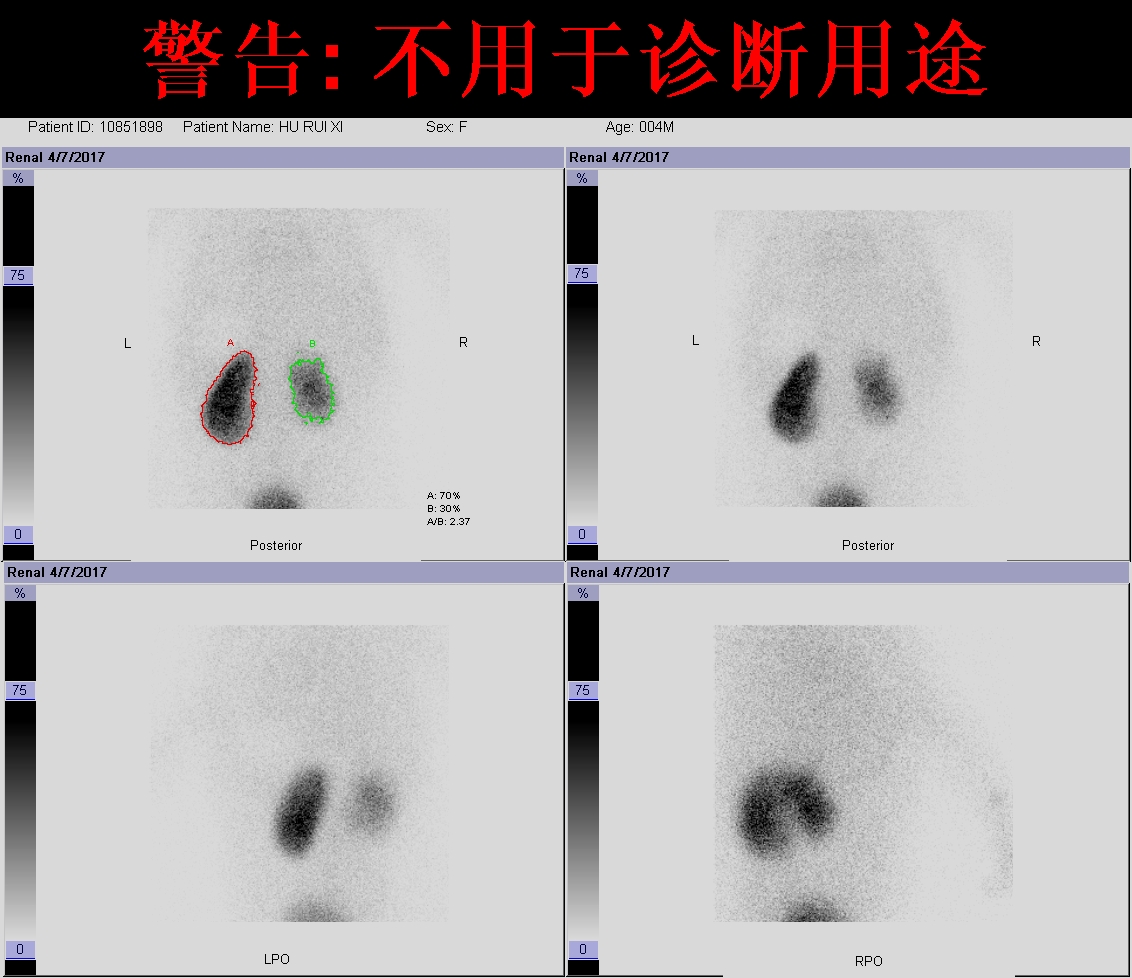 警告: 不用于诊断用途
Patient ID: 10851898 Patient Name: HU RUI XI Sex: F Age: 004M
Renal 4/7/2017
%
75
0
L
A
B
R
A: 70%
B: 30%
A/B: 2.37
Posterior
Renal 4/7/2017
%
75
0
L
R
Posterior
Renal 4/7/2017
%
75
0
LPO
Renal 4/7/2017
%
75
0
RPO